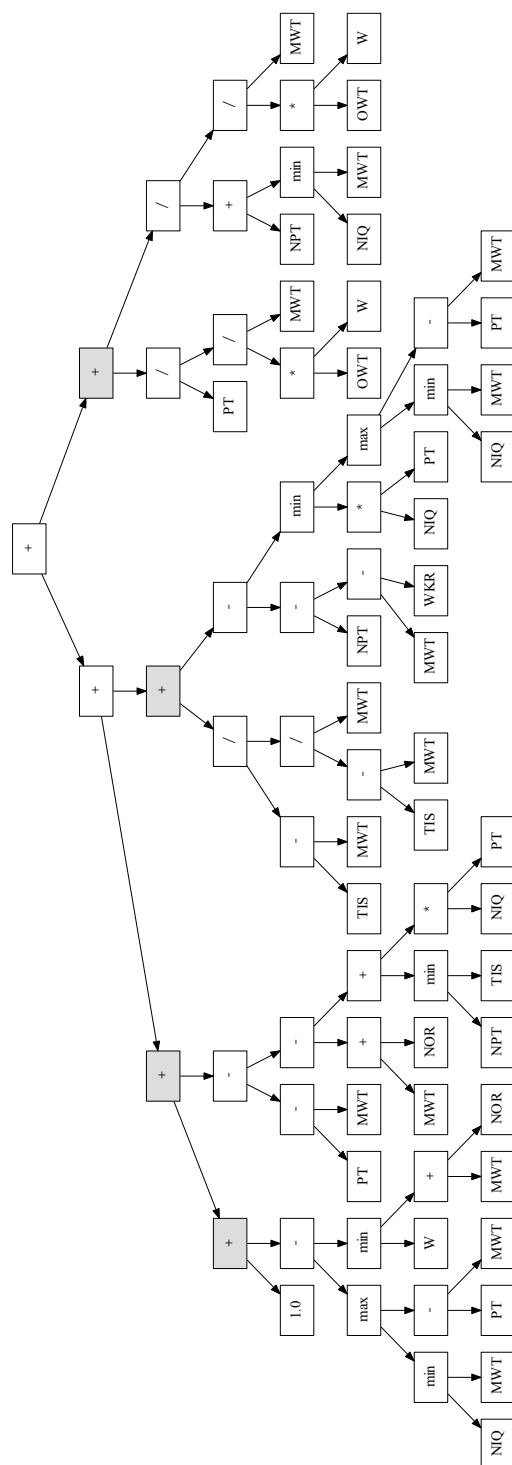 +
+ +
+ + / /
+ - / - PT / + /
1.0 - - - - / - min * MWT NPT min * MWT
max min PT MWT + + TIS MWT - MWT NPT - * max OWT W NIQ MWT OWT W
min - W + MWT NOR min * TIS MWT MWT WKR NIQ PT min -
NIQ MWT PT MWT MWT NOR NPT TIS NIQ PT NIQ MWT PT MWT